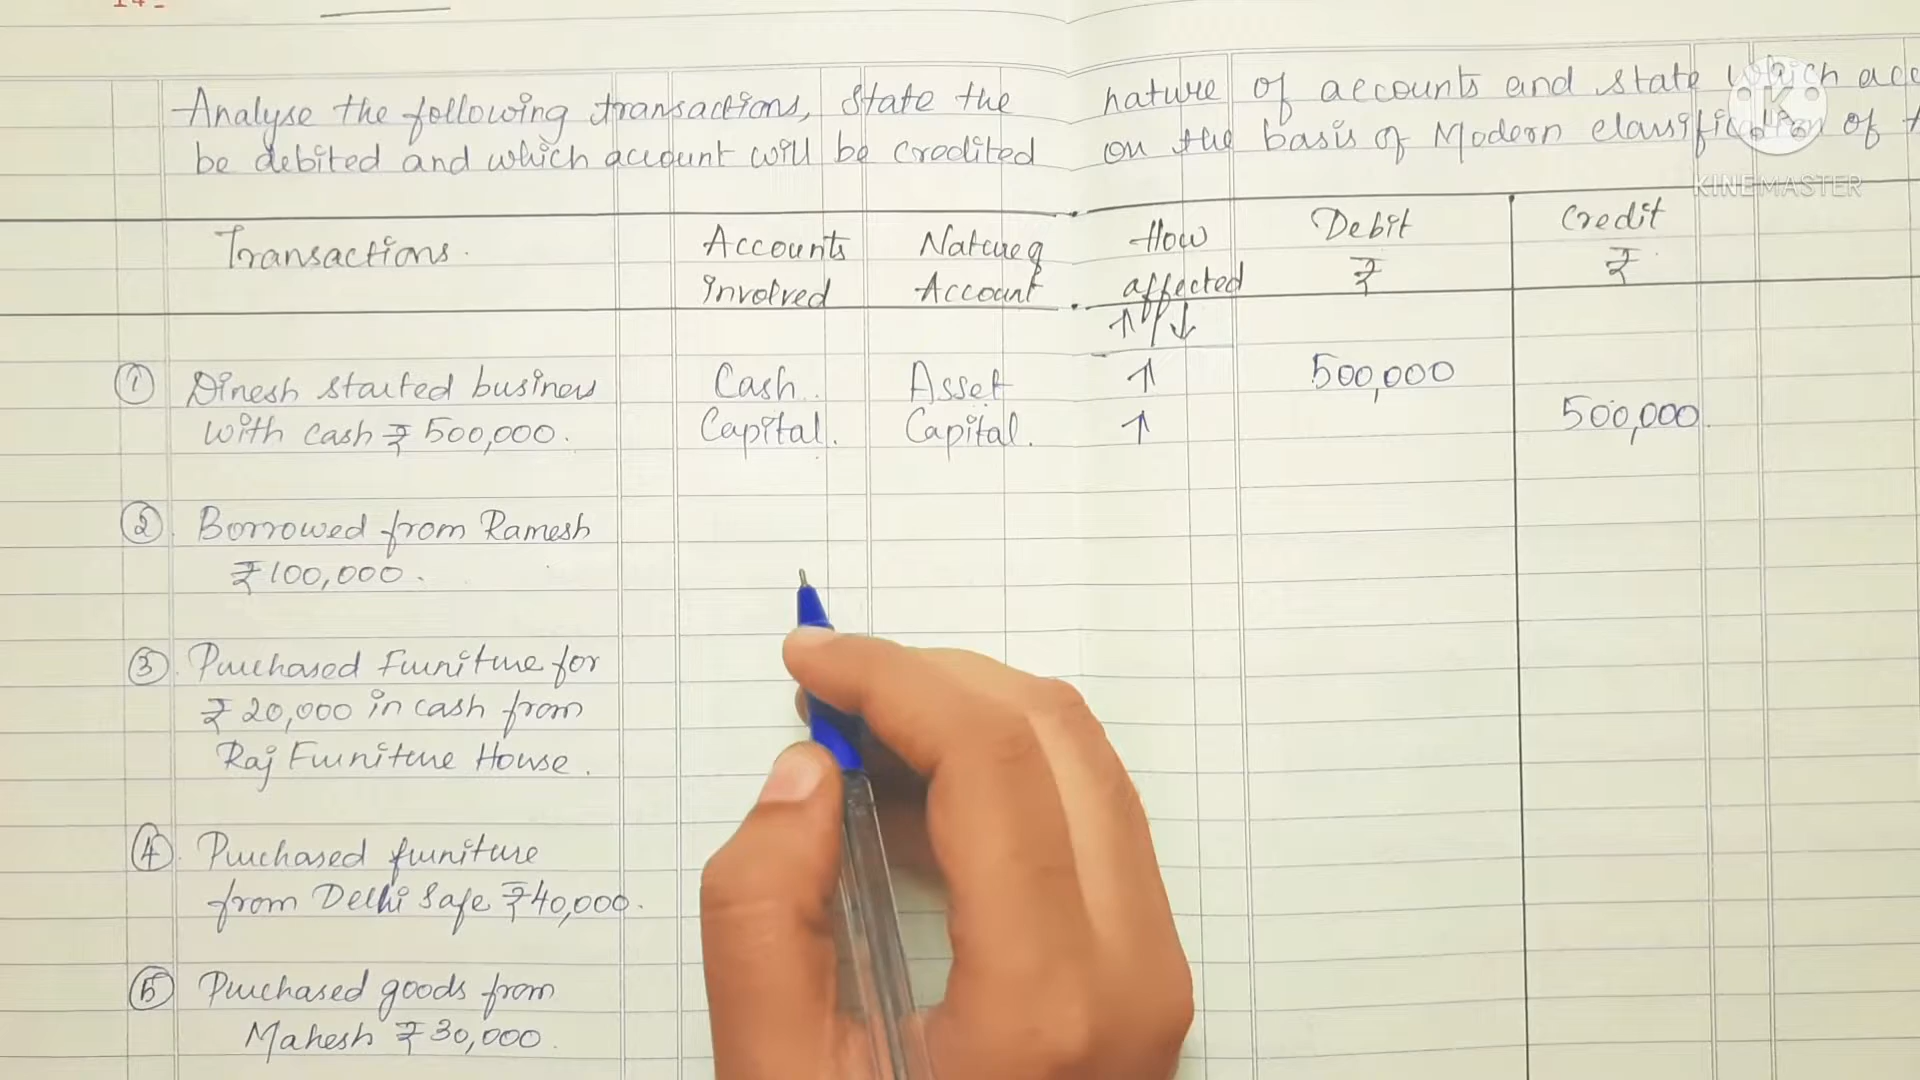 Analyse the following transactions, state the nature of accounts and state which
be debited and which account will be credited on the basis of Modern classification of
Transactions. Accounts involved Nature of Account How affected ↑/↓ Debit ₹ Credit ₹
① Dinesh started business Cash. Asset ↑ 500,000
with cash ₹ 500,000. Capital. Capital. ↑ 500,000.
② Borrowed from Ramesh
₹ 100,000.
③ Purchased Furniture for
₹ 20,000 in cash from
Raj Furniture House.
④ Purchased furniture
from Delhi Safe ₹ 40,000.
⑤ Purchased goods from
Mahesh ₹ 30,000.
KINEMASTER